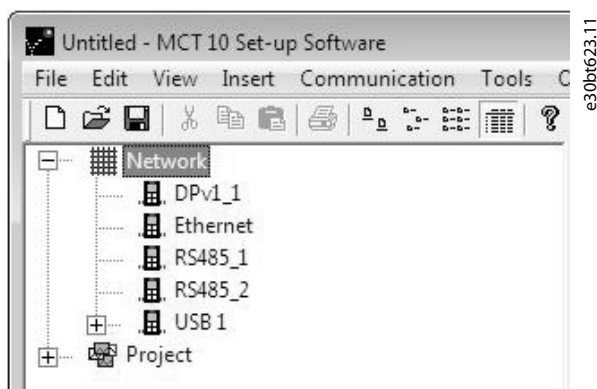 Untitled - MCT 10 Set-up Software
File Edit View Insert Communication Tools O
Network
DPv1_1
Ethernet
RS485_1
RS485_2
USB 1
Project
e30bt623.11